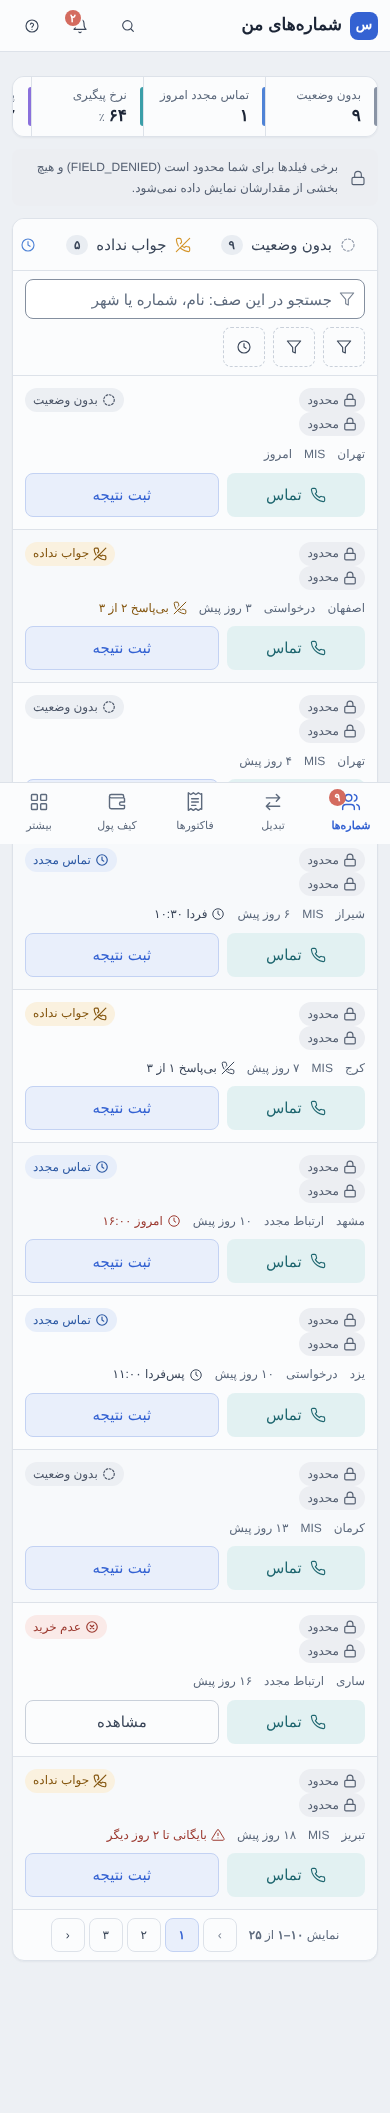 س
شماره‌های من
۲
بدون وضعیت
۹
تماس مجدد امروز
۱
نرخ پیگیری
۶۴ ٪
برخی فیلدها برای شما محدود است (FIELD_DENIED) و هیچ
بخشی از مقدارشان نمایش داده نمی‌شود.
بدون وضعیت ۹
جواب نداده ۵
جستجو در این صف: نام، شماره یا شهر
محدود
بدون وضعیت
محدود
تهران MIS امروز
تماس
ثبت نتیجه
محدود
جواب نداده
محدود
اصفهان درخواستی ۳ روز پیش بی‌پاسخ ۲ از ۳
تماس
ثبت نتیجه
محدود
بدون وضعیت
محدود
تهران MIS ۴ روز پیش
۹
شماره‌ها
تبدیل
فاکتورها
کیف پول
بیشتر
محدود
تماس مجدد
محدود
شیراز MIS ۶ روز پیش فردا ۱۰:۳۰
تماس
ثبت نتیجه
محدود
جواب نداده
محدود
کرج MIS ۷ روز پیش بی‌پاسخ ۱ از ۳
تماس
ثبت نتیجه
محدود
تماس مجدد
محدود
مشهد ارتباط مجدد ۱۰ روز پیش امروز ۱۶:۰۰
تماس
ثبت نتیجه
محدود
تماس مجدد
محدود
یزد درخواستی ۱۰ روز پیش پس‌فردا ۱۱:۰۰
تماس
ثبت نتیجه
محدود
بدون وضعیت
محدود
کرمان MIS ۱۳ روز پیش
تماس
ثبت نتیجه
محدود
عدم خرید
محدود
ساری ارتباط مجدد ۱۶ روز پیش
تماس
مشاهده
محدود
جواب نداده
محدود
تبریز MIS ۱۸ روز پیش بایگانی تا ۲ روز دیگر
تماس
ثبت نتیجه
نمایش ۱۰–۱ از ۲۵
› ۱ ۲ ۳ ‹